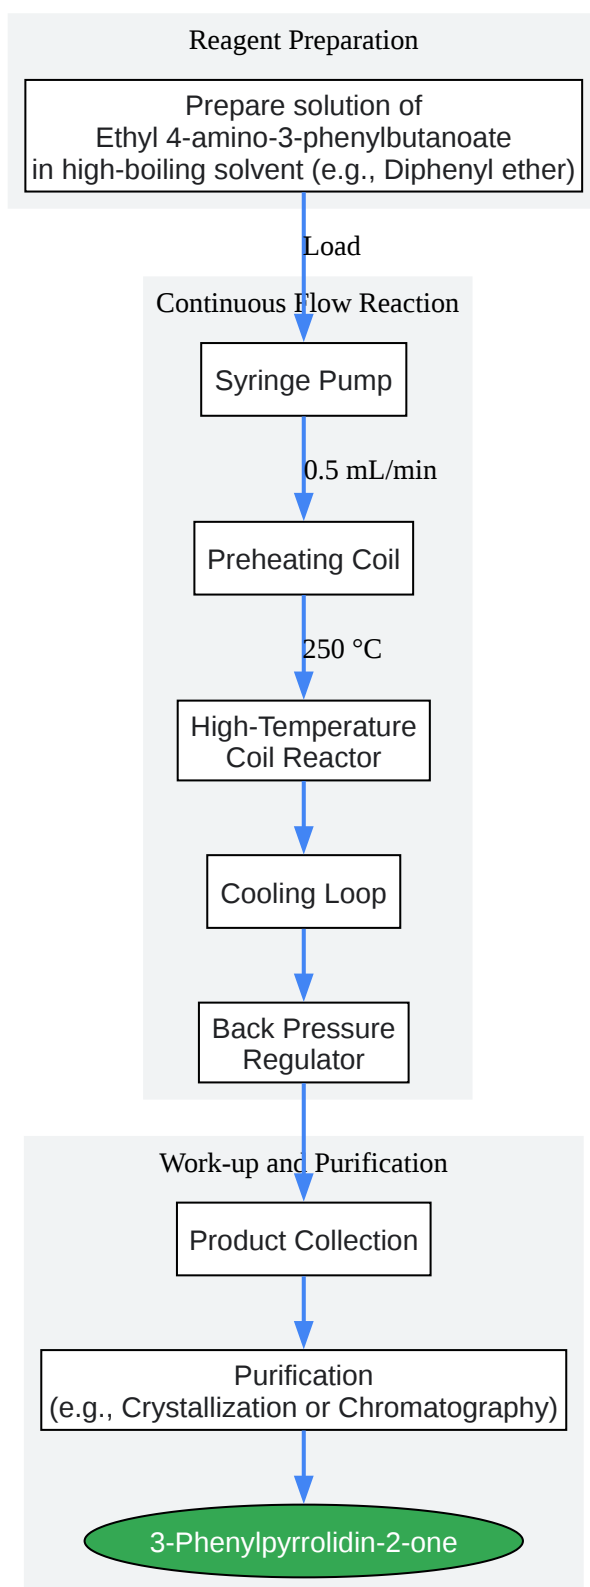 Reagent Preparation
Prepare solution of
Ethyl 4-amino-3-phenylbutanoate
in high-boiling solvent (e.g., Diphenyl ether)
Load
Continuous Flow Reaction
Syringe Pump
0.5 mL/min
Preheating Coil
250 °C
High-Temperature
Coil Reactor
Cooling Loop
Back Pressure
Regulator
Work-up and Purification
Product Collection
Purification
(e.g., Crystallization or Chromatography)
3-Phenylpyrrolidin-2-one